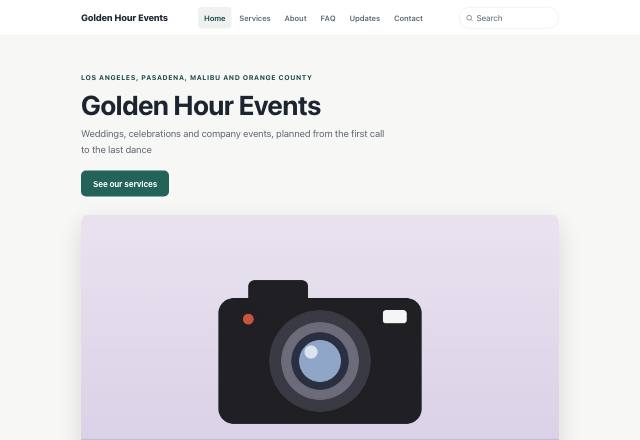 Golden Hour Events
Home
Services
About
FAQ
Updates
Contact
Search
LOS ANGELES, PASADENA, MALIBU AND ORANGE COUNTY
Golden Hour Events
Weddings, celebrations and company events, planned from the first call
to the last dance
See our services